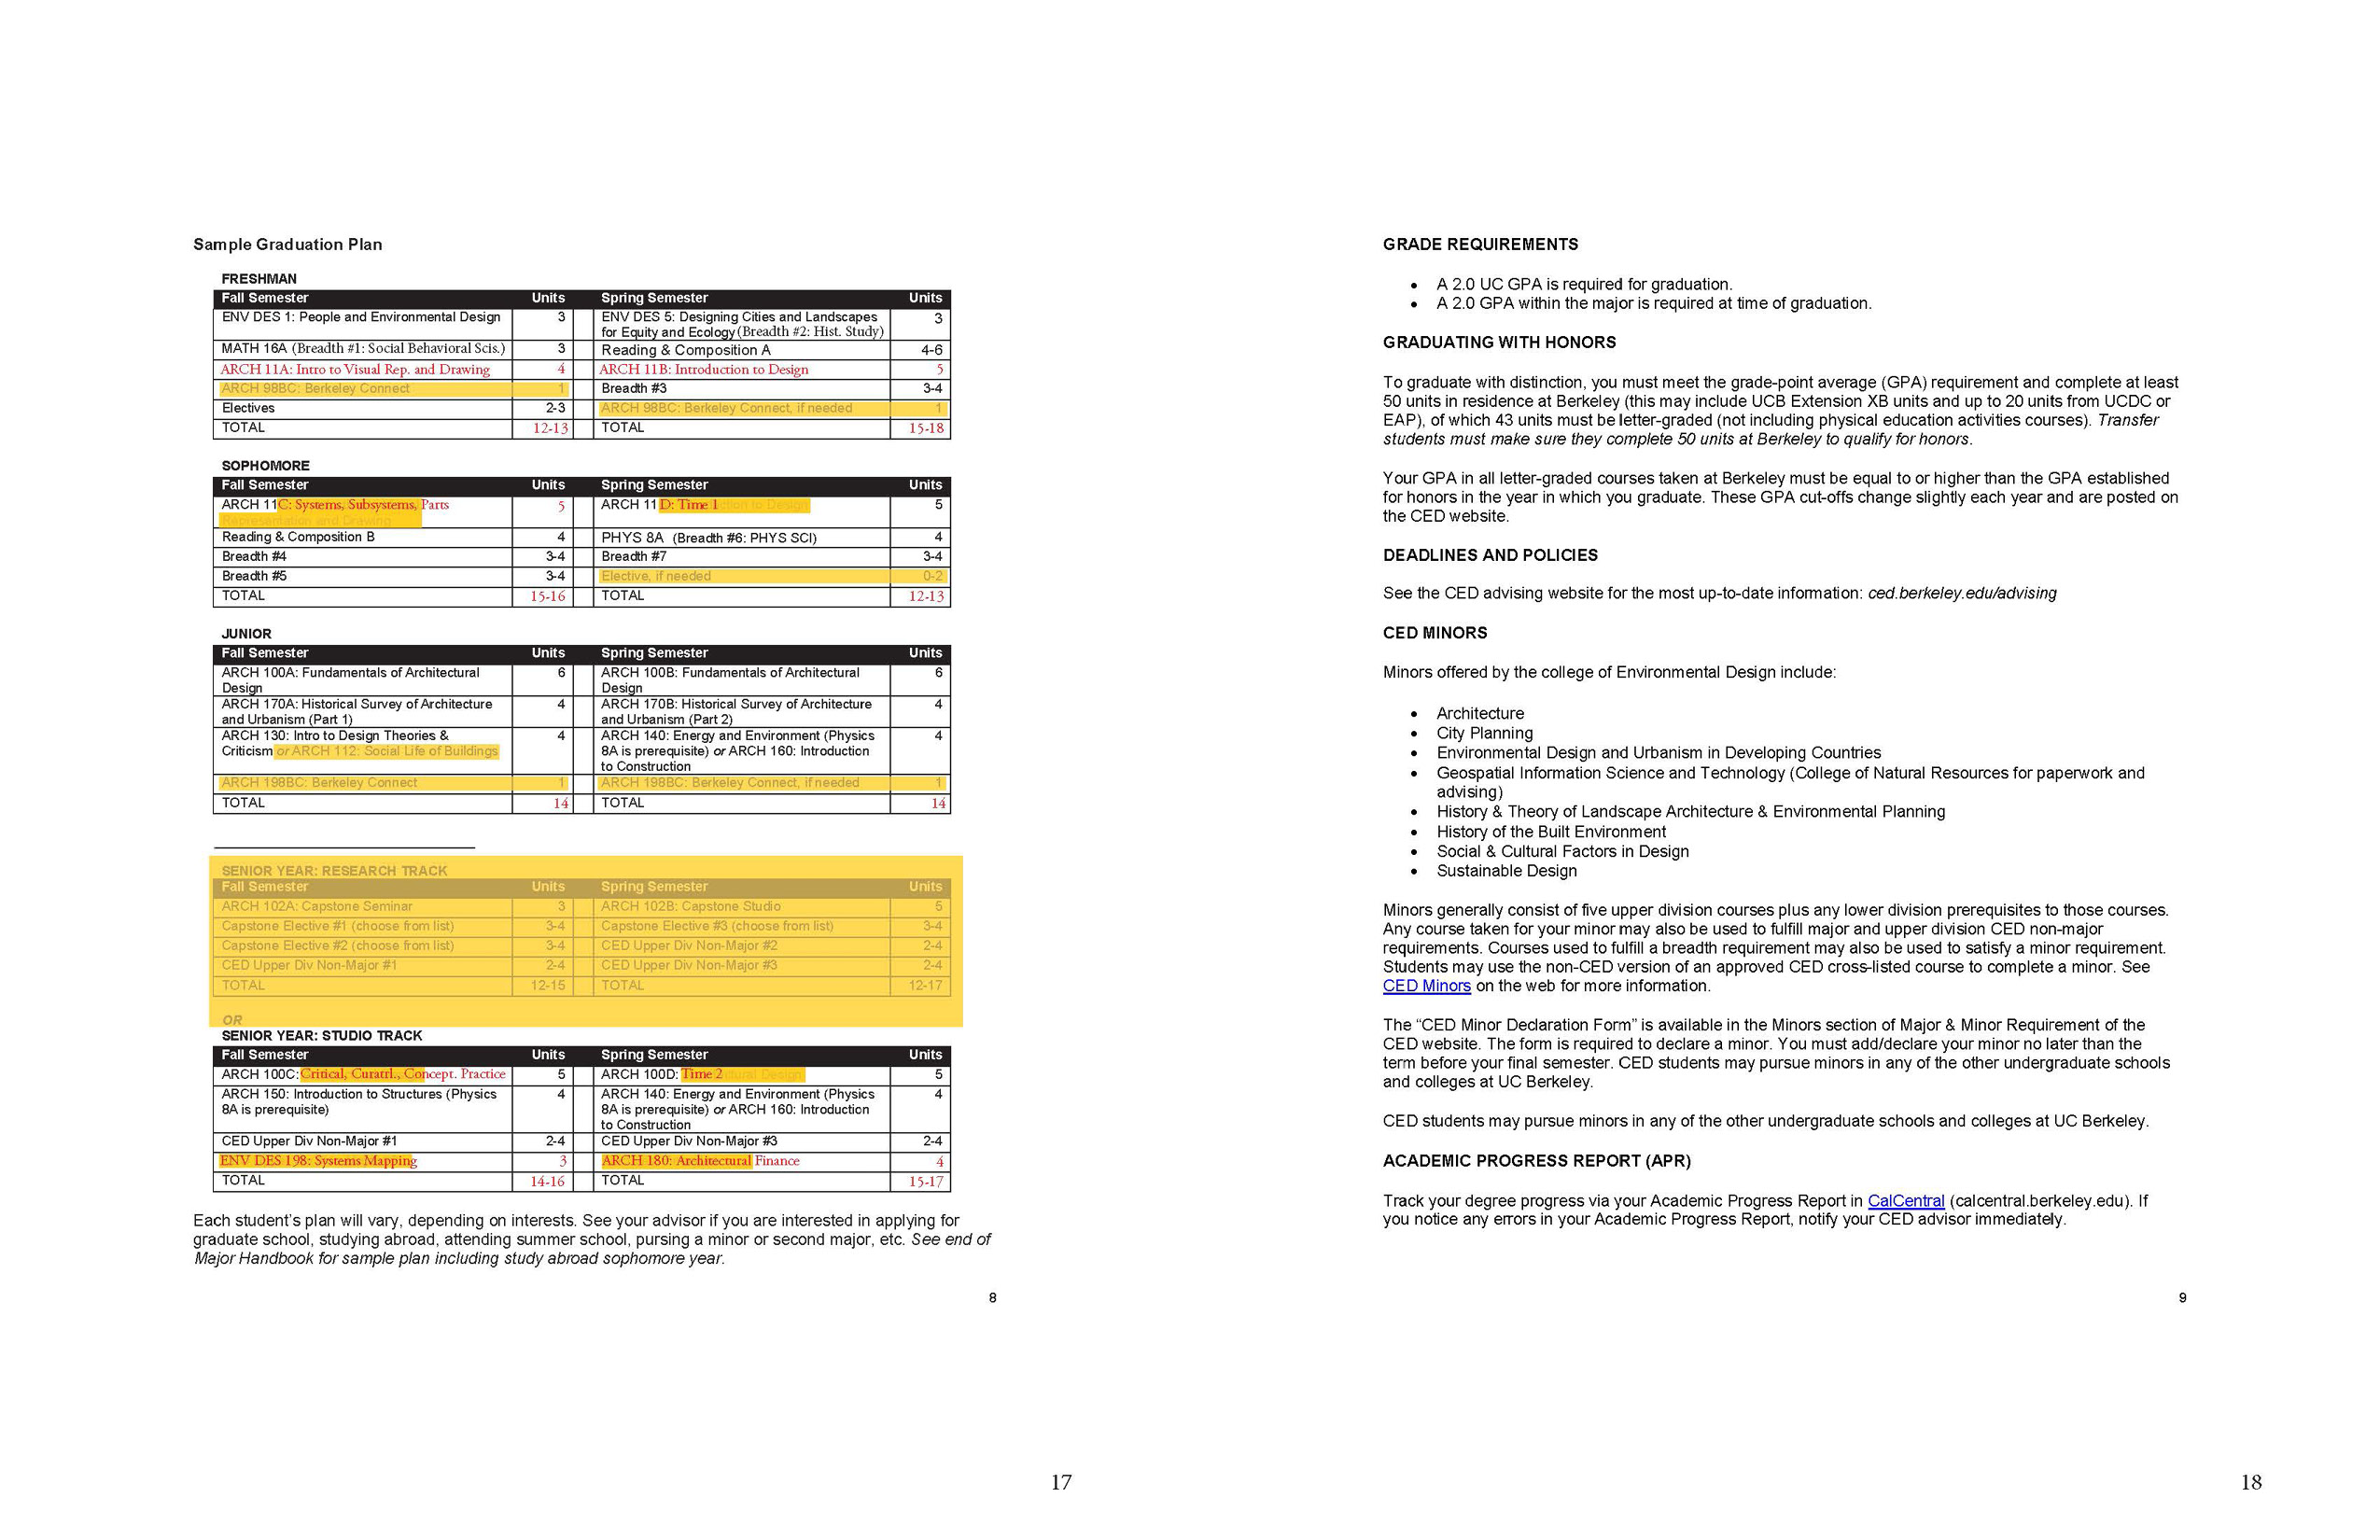 Sample Graduation Plan
FRESHMAN
Fall Semester Units Spring Semester Units
ENV DES 1: People and Environmental Design 3 ENV DES 5: Designing Cities and Landscapes 3
for Equity and Ecology (Breadth #2: Hist. Study)
MATH 16A (Breadth #1: Social Behavioral Scis.) 3 Reading & Composition A 4-6
ARCH 11A: Intro to Visual Rep. and Drawing 4 ARCH 11B: Introduction to Design 5
ARCH 98BC: Berkeley Connect 1 Breadth #3 3-4
Electives 2-3 ARCH 98BC: Berkeley Connect, if needed 1
TOTAL 12-13 TOTAL 15-18
SOPHOMORE
Fall Semester Units Spring Semester Units
ARCH 11C: Systems, Subsystems, Parts 5 ARCH 11D: Time 1 ction to Design 5
Representation and Drawing
Reading & Composition B 4 PHYS 8A (Breadth #6: PHYS SCI) 4
Breadth #4 3-4 Breadth #7 3-4
Breadth #5 3-4 Elective, if needed 0-2
TOTAL 15-16 TOTAL 12-13
JUNIOR
Fall Semester Units Spring Semester Units
ARCH 100A: Fundamentals of Architectural 6 ARCH 100B: Fundamentals of Architectural 6
Design Design
ARCH 170A: Historical Survey of Architecture 4 ARCH 170B: Historical Survey of Architecture 4
and Urbanism (Part 1) and Urbanism (Part 2)
ARCH 130: Intro to Design Theories & 4 ARCH 140: Energy and Environment (Physics 4
Criticism or ARCH 112: Social Life of Buildings 8A is prerequisite) or ARCH 160: Introduction
to Construction
ARCH 198BC: Berkeley Connect 1 ARCH 198BC: Berkeley Connect, if needed 1
TOTAL 14 TOTAL 14
SENIOR YEAR: RESEARCH TRACK
Fall Semester Units Spring Semester Units
ARCH 102A: Capstone Seminar 3 ARCH 102B: Capstone Studio 5
Capstone Elective #1 (choose from list) 3-4 Capstone Elective #3 (choose from list) 3-4
Capstone Elective #2 (choose from list) 3-4 CED Upper Div Non-Major #2 2-4
CED Upper Div Non-Major #1 2-4 CED Upper Div Non-Major #3 2-4
TOTAL 12-15 TOTAL 12-17
OR
SENIOR YEAR: STUDIO TRACK
Fall Semester Units Spring Semester Units
ARCH 100C: Critical, Curatrl., Concept. Practice 5 ARCH 100D: Time 2 ctural Design 5
ARCH 150: Introduction to Structures (Physics 4 ARCH 140: Energy and Environment (Physics 4
8A is prerequisite) 8A is prerequisite) or ARCH 160: Introduction
to Construction
CED Upper Div Non-Major #1 2-4 CED Upper Div Non-Major #3 2-4
ENV DES 198: Systems Mapping 3 ARCH 180: Architectural Finance 4
TOTAL 14-16 TOTAL 15-17
Each student's plan will vary, depending on interests. See your advisor if you are interested in applying for
graduate school, studying abroad, attending summer school, pursing a minor or second major, etc. See end of
Major Handbook for sample plan including study abroad sophomore year.
8
17
GRADE REQUIREMENTS
• A 2.0 UC GPA is required for graduation.
• A 2.0 GPA within the major is required at time of graduation.
GRADUATING WITH HONORS
To graduate with distinction, you must meet the grade-point average (GPA) requirement and complete at least
50 units in residence at Berkeley (this may include UCB Extension XB units and up to 20 units from UCDC or
EAP), of which 43 units must be letter-graded (not including physical education activities courses). Transfer
students must make sure they complete 50 units at Berkeley to qualify for honors.
Your GPA in all letter-graded courses taken at Berkeley must be equal to or higher than the GPA established
for honors in the year in which you graduate. These GPA cut-offs change slightly each year and are posted on
the CED website.
DEADLINES AND POLICIES
See the CED advising website for the most up-to-date information: ced.berkeley.edu/advising
CED MINORS
Minors offered by the college of Environmental Design include:
• Architecture
• City Planning
• Environmental Design and Urbanism in Developing Countries
• Geospatial Information Science and Technology (College of Natural Resources for paperwork and
advising)
• History & Theory of Landscape Architecture & Environmental Planning
• History of the Built Environment
• Social & Cultural Factors in Design
• Sustainable Design
Minors generally consist of five upper division courses plus any lower division prerequisites to those courses.
Any course taken for your minor may also be used to fulfill major and upper division CED non-major
requirements. Courses used to fulfill a breadth requirement may also be used to satisfy a minor requirement.
Students may use the non-CED version of an approved CED cross-listed course to complete a minor. See
CED Minors on the web for more information.
The “CED Minor Declaration Form” is available in the Minors section of Major & Minor Requirement of the
CED website. The form is required to declare a minor. You must add/declare your minor no later than the
term before your final semester. CED students may pursue minors in any of the other undergraduate schools
and colleges at UC Berkeley.
CED students may pursue minors in any of the other undergraduate schools and colleges at UC Berkeley.
ACADEMIC PROGRESS REPORT (APR)
Track your degree progress via your Academic Progress Report in CalCentral (calcentral.berkeley.edu). If
you notice any errors in your Academic Progress Report, notify your CED advisor immediately.
9
18